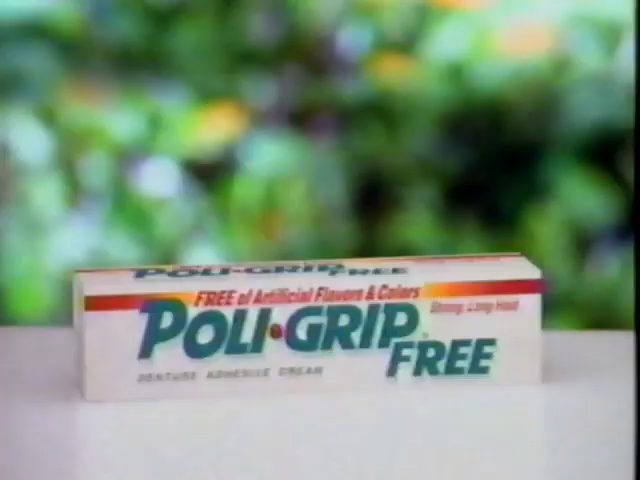 POLI-GRIP FREE
FREE of Artificial Flavors & Colors
Strong, Long Hold
POLI•GRIP
FREE
DENTURE ADHESIVE CREAM